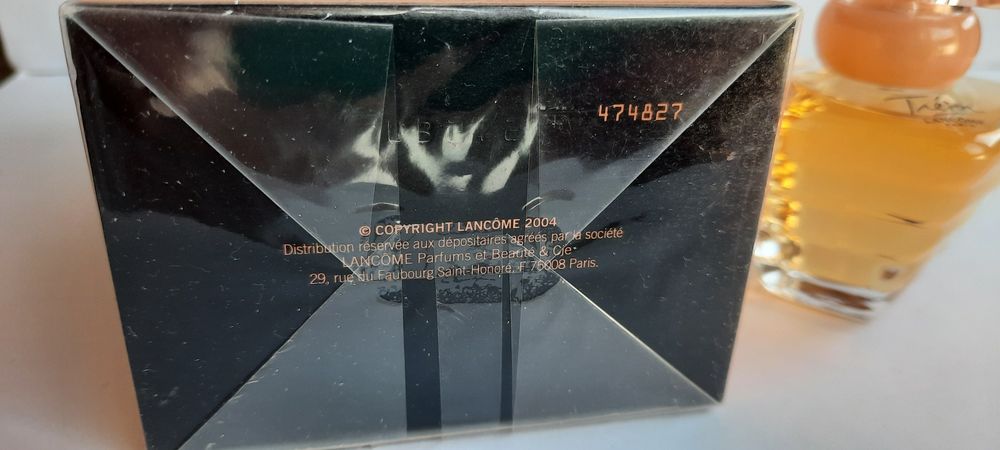 474827
© COPYRIGHT LANCÔME 2004
Distribution réservée aux dépositaires agréés par la société
LANCÔME Parfums et Beauté & Cie
29, rue du Faubourg Saint-Honoré, F 75008 Paris.
Trésor